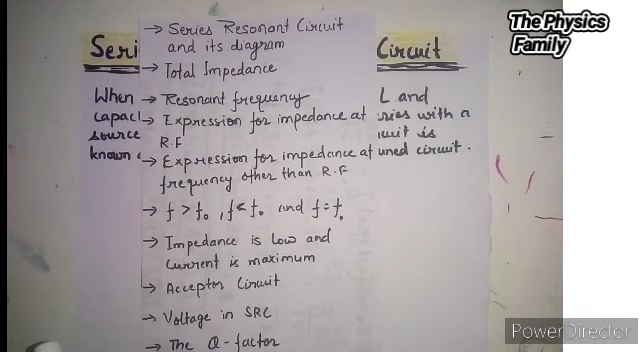 The Physics
Family
Seri
Circuit
When
L and
capaci
ries with a
source
cuit is
known
uned circuit.
→ Series Resonant Circuit
and its diagram
→ Total Impedance
→ Resonant frequency
→ Expression for impedance at
R.F
→ Expression for impedance at
frequency other than R.F
→ f > f₀, f < f₀ and f = f₀
→ Impedance is low and
Current is maximum
→ Acceptor Circuit
→ Voltage in SRC
→ The Q-factor
PowerDirector